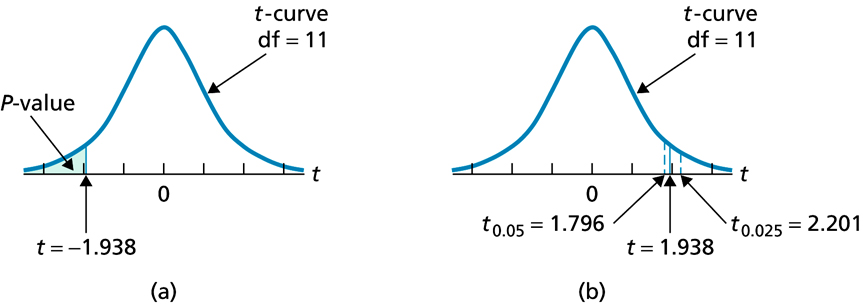 t-curve
df = 11
P-value
t
0
t = −1.938
(a)
t-curve
df = 11
t
0
t0.05 = 1.796
t0.025 = 2.201
t = 1.938
(b)